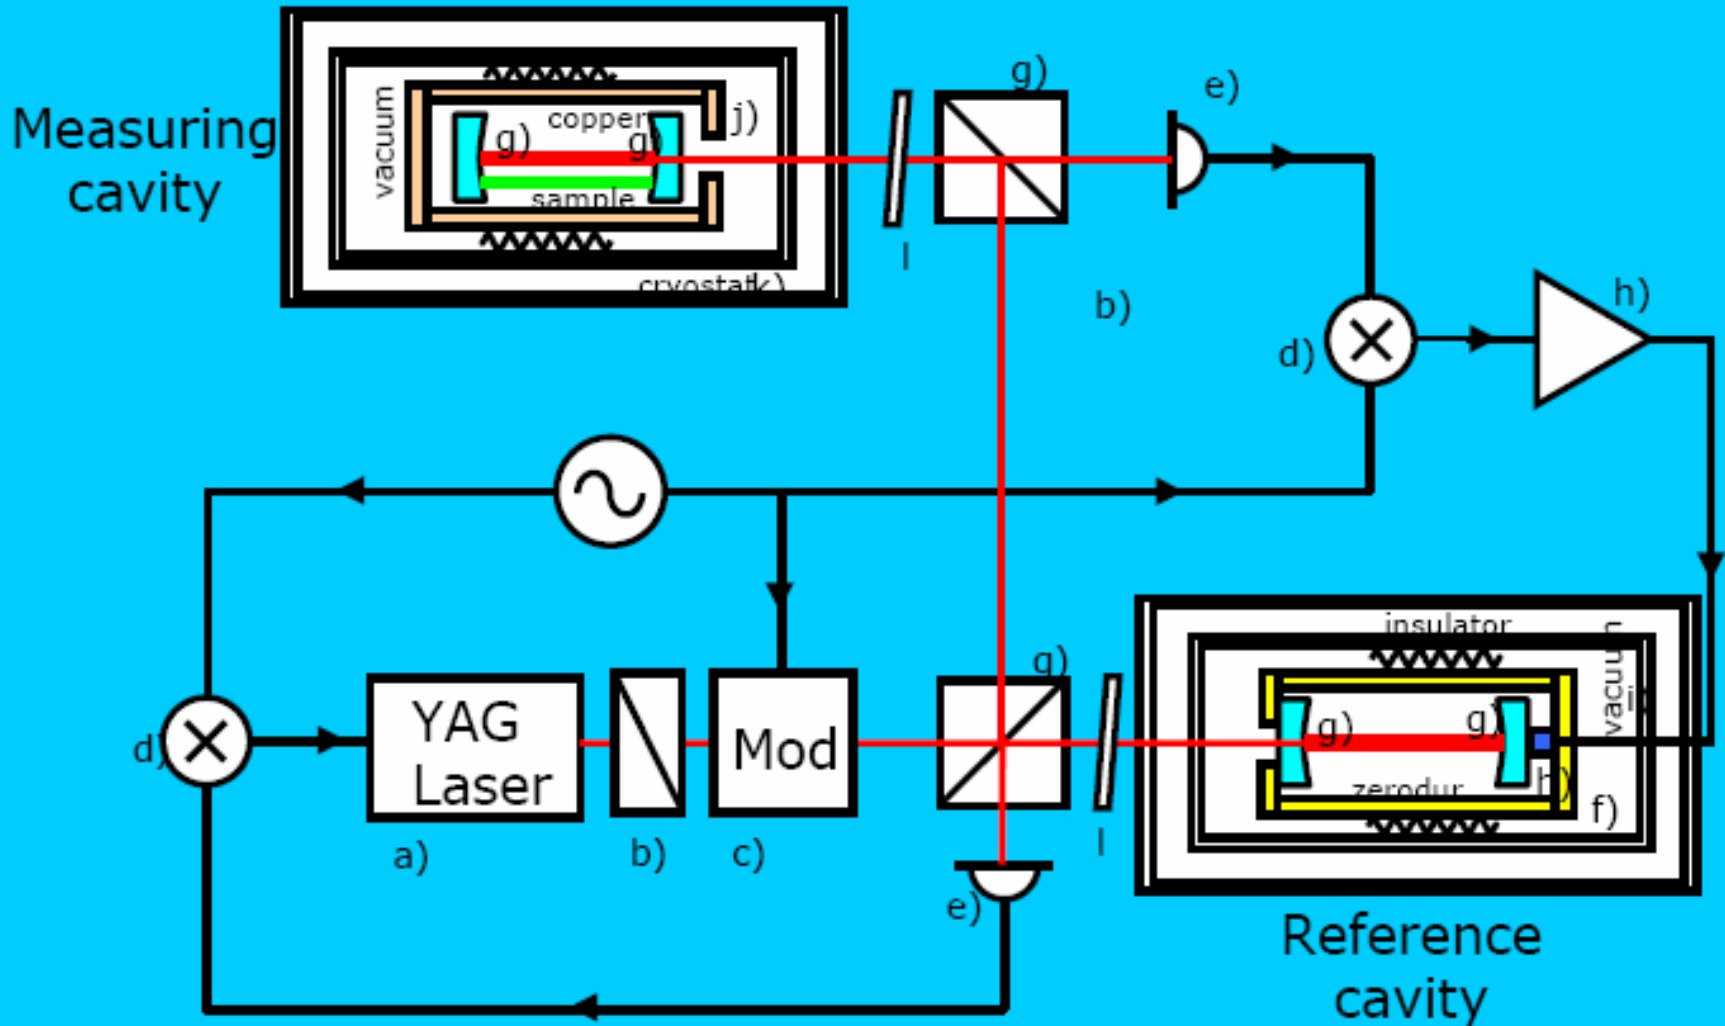 Measuring
cavity
vacuum
copper
g)
g)
sample
j)
cryostat
k)
g)
e)
l
b)
d)
h)
YAG
Laser
Mod
d)
a)
b)
c)
g)
l
e)
insulator
vacuum
g)
g)
zerodur
h)
f)
Reference
cavity